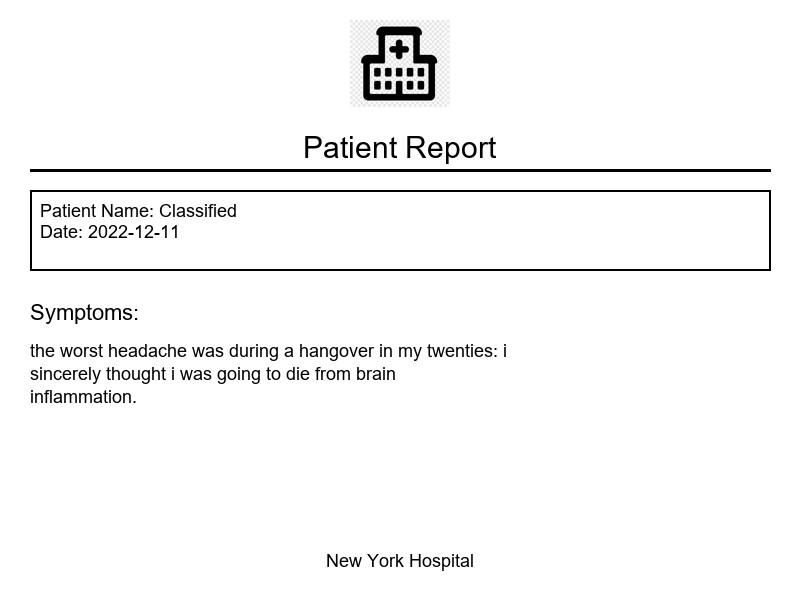 Patient Report
Patient Name: Classified
Date: 2022-12-11
Symptoms:
the worst headache was during a hangover in my twenties: i
sincerely thought i was going to die from brain
inflammation.
New York Hospital